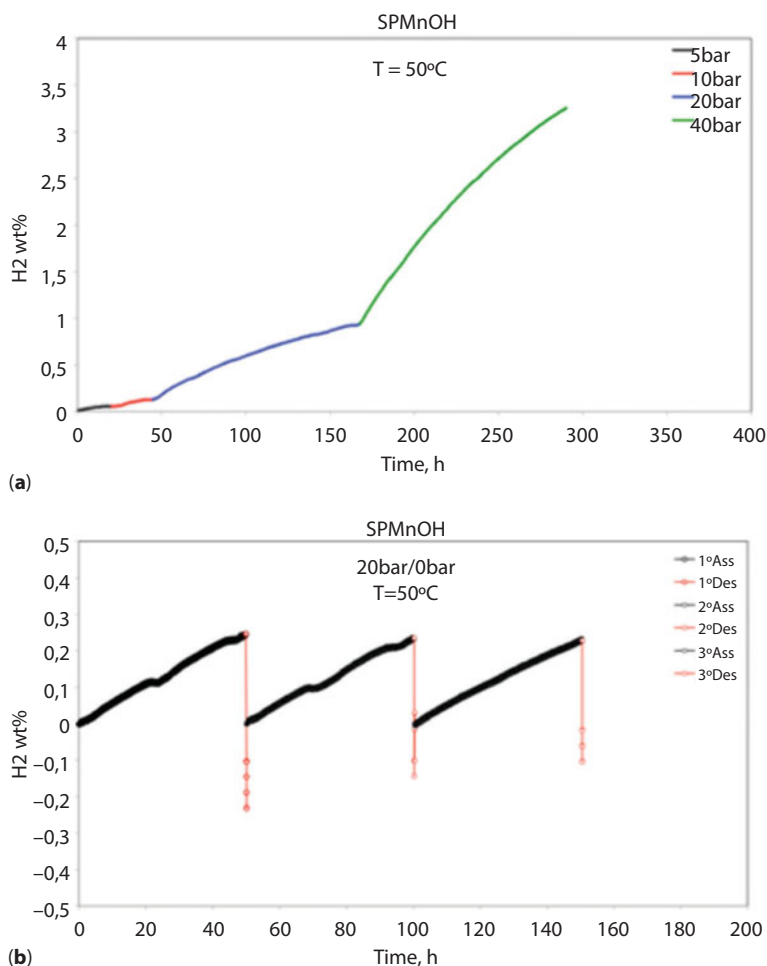 SPMnOH
4
3,5
3
2,5
2
1,5
1
0,5
0
H2 wt%
T = 50ºC
5bar
10bar
20bar
40bar
0 50 100 150 200 250 300 350 400
Time, h
(a)
SPMnOH
0,5
0,4
0,3
0,2
0,1
0
−0,1
−0,2
−0,3
−0,4
−0,5
H2 wt%
20bar/0bar
T=50ºC
1ºAss
1ºDes
2ºAss
2ºDes
3ºAss
3ºDes
0 20 40 60 80 100 120 140 160 180 200
Time, h
(b)